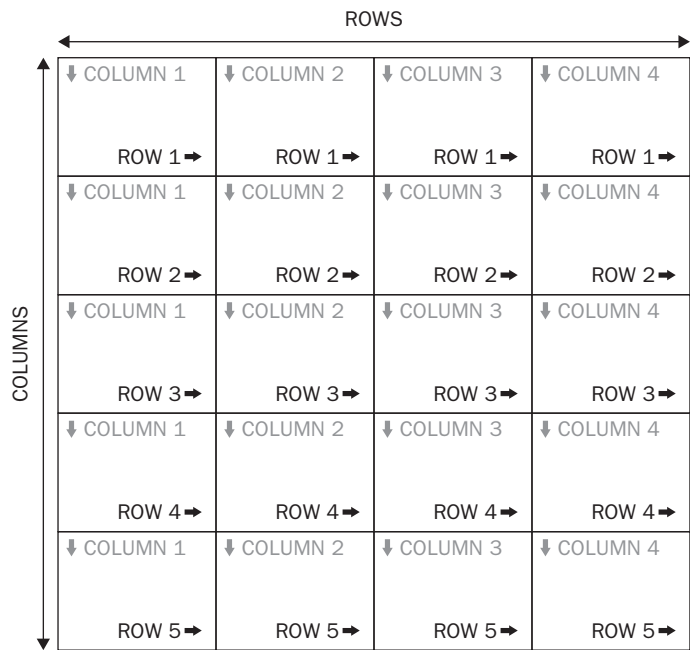 ROWS
COLUMNS
COLUMN 1 COLUMN 2 COLUMN 3 COLUMN 4
ROW 1 ROW 1 ROW 1 ROW 1
COLUMN 1 COLUMN 2 COLUMN 3 COLUMN 4
ROW 2 ROW 2 ROW 2 ROW 2
COLUMN 1 COLUMN 2 COLUMN 3 COLUMN 4
ROW 3 ROW 3 ROW 3 ROW 3
COLUMN 1 COLUMN 2 COLUMN 3 COLUMN 4
ROW 4 ROW 4 ROW 4 ROW 4
COLUMN 1 COLUMN 2 COLUMN 3 COLUMN 4
ROW 5 ROW 5 ROW 5 ROW 5